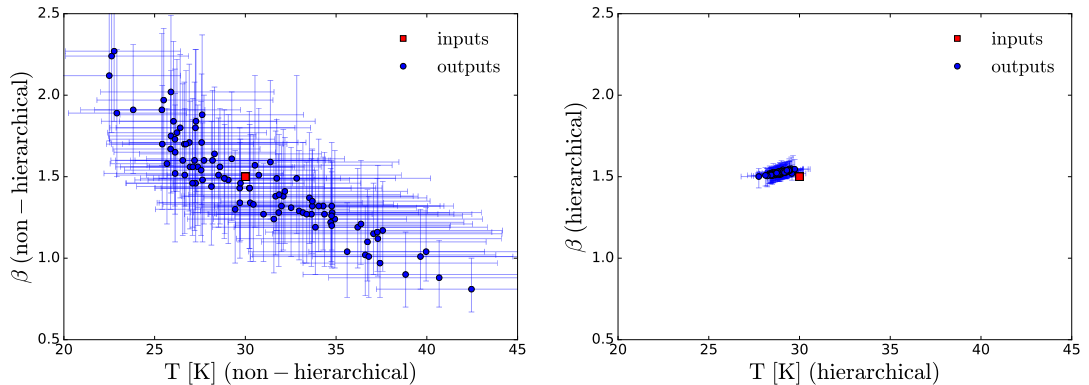 2.5
2.0
1.5
1.0
0.5
β (non − hierarchical)
20 25 30 35 40 45
T [K] (non − hierarchical)
inputs
outputs
2.5
2.0
1.5
1.0
0.5
β (hierarchical)
20 25 30 35 40 45
T [K] (hierarchical)
inputs
outputs